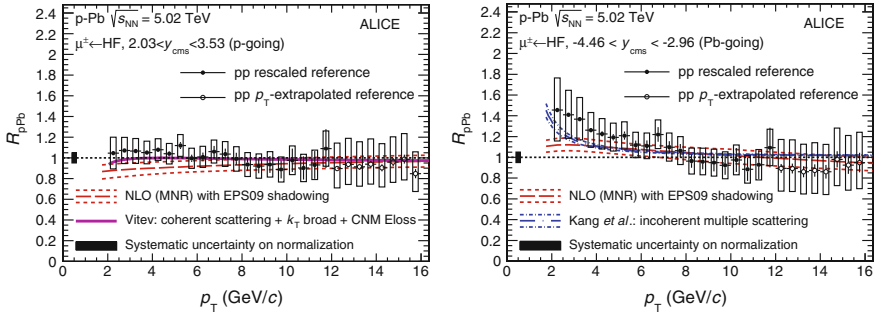 p-Pb √sNN = 5.02 TeV
ALICE
μ±←HF, 2.03<ycms<3.53 (p-going)
pp rescaled reference
pp pT-extrapolated reference
NLO (MNR) with EPS09 shadowing
Vitev: coherent scattering + kT broad + CNM Eloss
Systematic uncertainty on normalization
RpPb
2.4
2.2
2
1.8
1.6
1.4
1.2
1
0.8
0.6
0.4
0.2
0
0 2 4 6 8 10 12 14 16
pT (GeV/c)
p-Pb √sNN = 5.02 TeV
ALICE
μ±←HF, -4.46 < ycms < -2.96 (Pb-going)
pp rescaled reference
pp pT-extrapolated reference
NLO (MNR) with EPS09 shadowing
Kang et al.: incoherent multiple scattering
Systematic uncertainty on normalization
RpPb
2.4
2.2
2
1.8
1.6
1.4
1.2
1
0.8
0.6
0.4
0.2
0
0 2 4 6 8 10 12 14 16
pT (GeV/c)